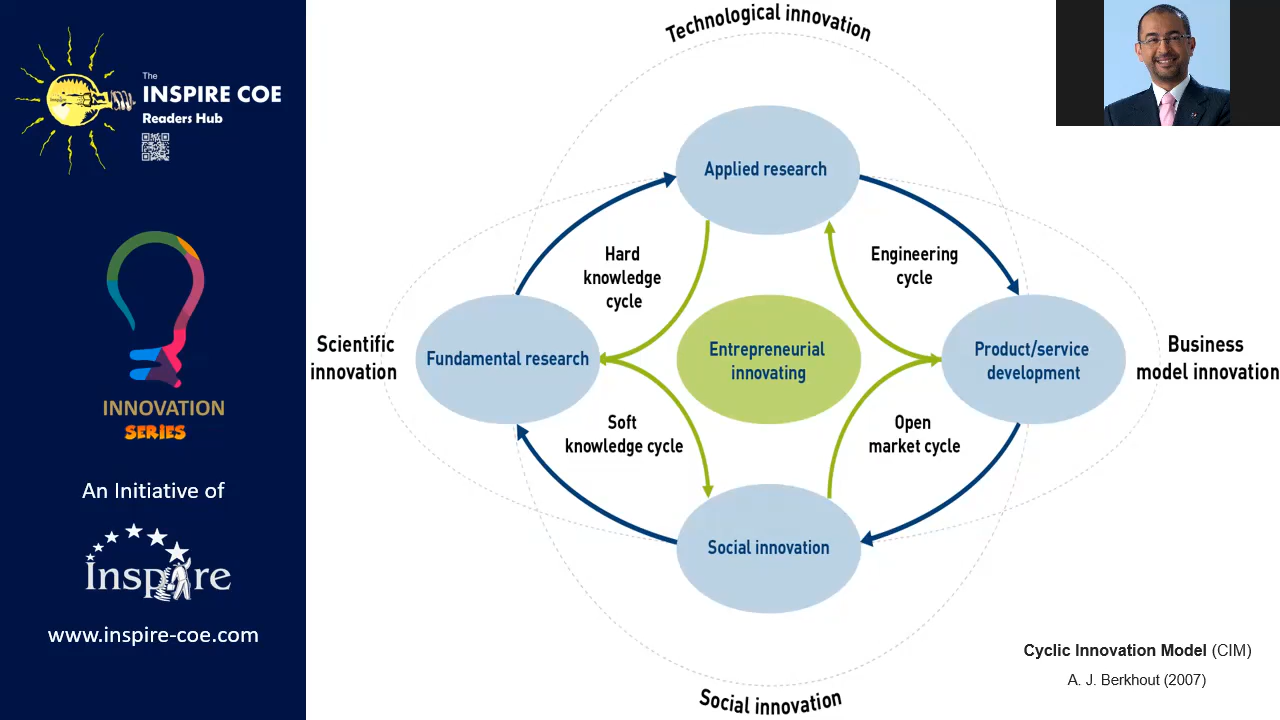 The
INSPIRE COE
Readers Hub
INNOVATION
SERIES
An Initiative of
Inspire
www.inspire-coe.com
Technological innovation
Applied research
Hard
knowledge
cycle
Engineering
cycle
Scientific
innovation
Fundamental research
Entrepreneurial
innovating
Product/service
development
Business
model innovation
Soft
knowledge cycle
Open
market cycle
Social innovation
Social innovation
Cyclic Innovation Model (CIM)
A. J. Berkhout (2007)